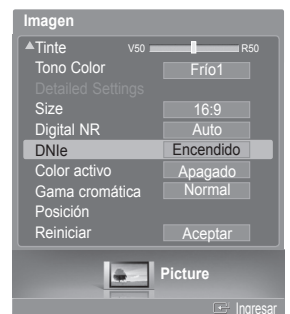 Imagen
▲Tinte V50 R50
Tono Color Frío1
Detailed Settings
Size 16:9
Digital NR Auto
DNIe Encendido
Color activo Apagado
Gama cromática Normal
Posición
Reiniciar Aceptar
Picture
Ingresar